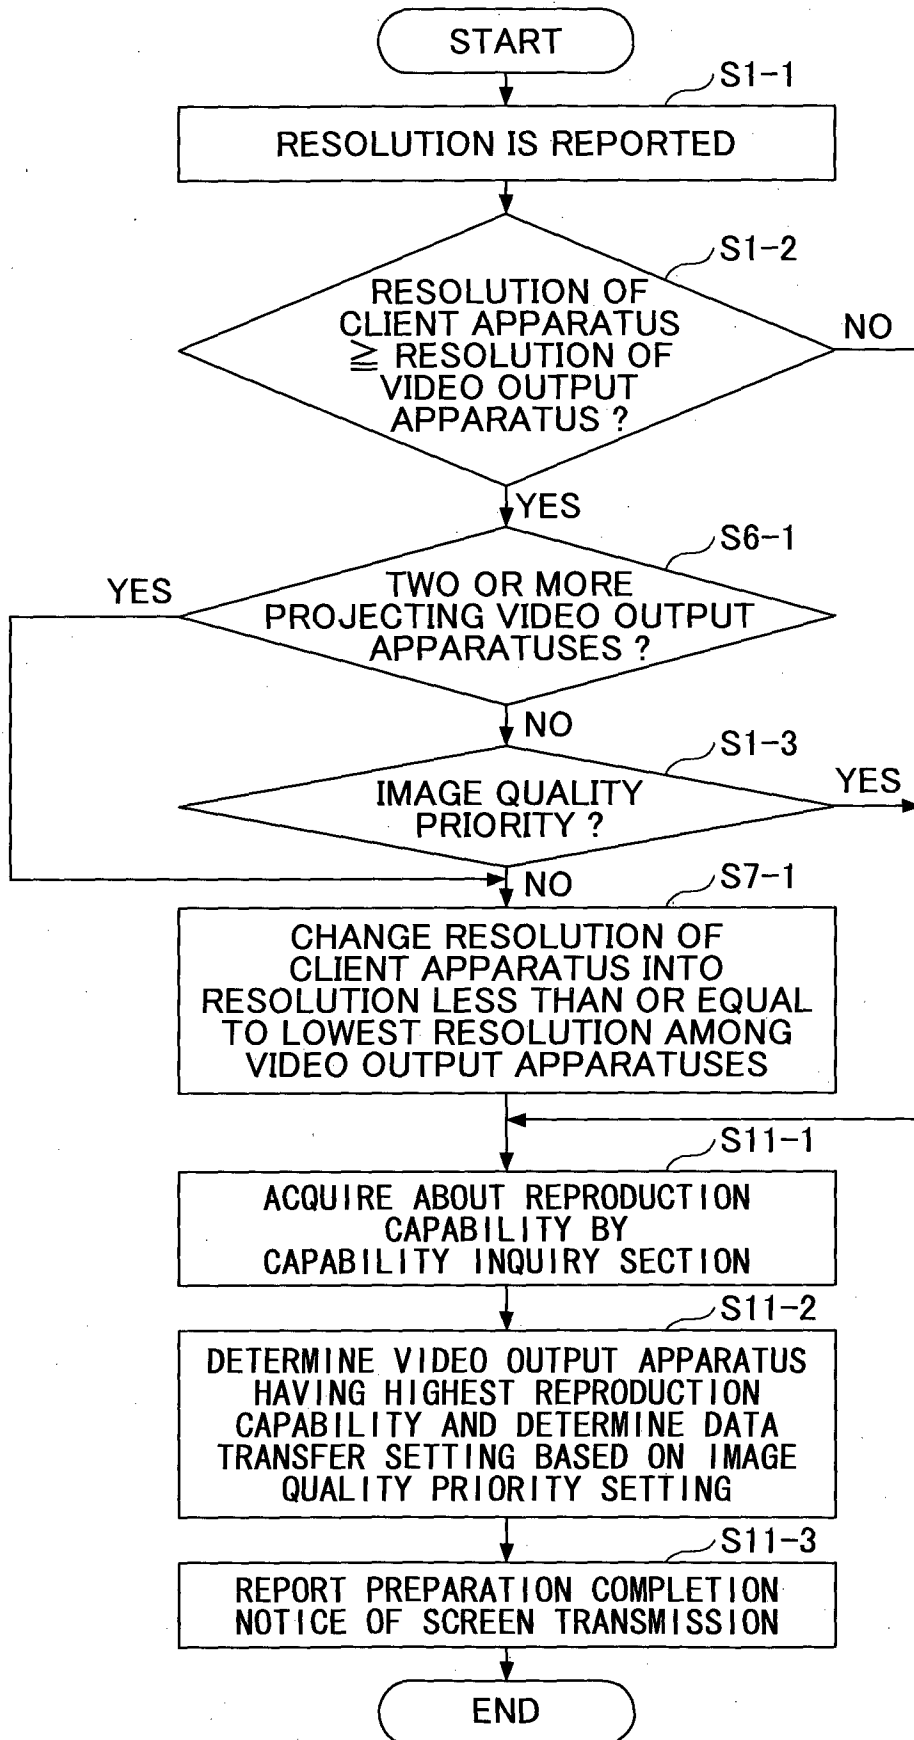 START
S1-1
RESOLUTION IS REPORTED
S1-2
RESOLUTION OF
CLIENT APPARATUS
≧ RESOLUTION OF
VIDEO OUTPUT
APPARATUS ?
NO
YES
S6-1
TWO OR MORE
PROJECTING VIDEO OUTPUT
APPARATUSES ?
YES
NO
S1-3
IMAGE QUALITY
PRIORITY ?
YES
NO
S7-1
CHANGE RESOLUTION OF
CLIENT APPARATUS INTO
RESOLUTION LESS THAN OR EQUAL
TO LOWEST RESOLUTION AMONG
VIDEO OUTPUT APPARATUSES
S11-1
ACQUIRE ABOUT REPRODUCTION
CAPABILITY BY
CAPABILITY INQUIRY SECTION
S11-2
DETERMINE VIDEO OUTPUT APPARATUS
HAVING HIGHEST REPRODUCTION
CAPABILITY AND DETERMINE DATA
TRANSFER SETTING BASED ON IMAGE
QUALITY PRIORITY SETTING
S11-3
REPORT PREPARATION COMPLETION
NOTICE OF SCREEN TRANSMISSION
END